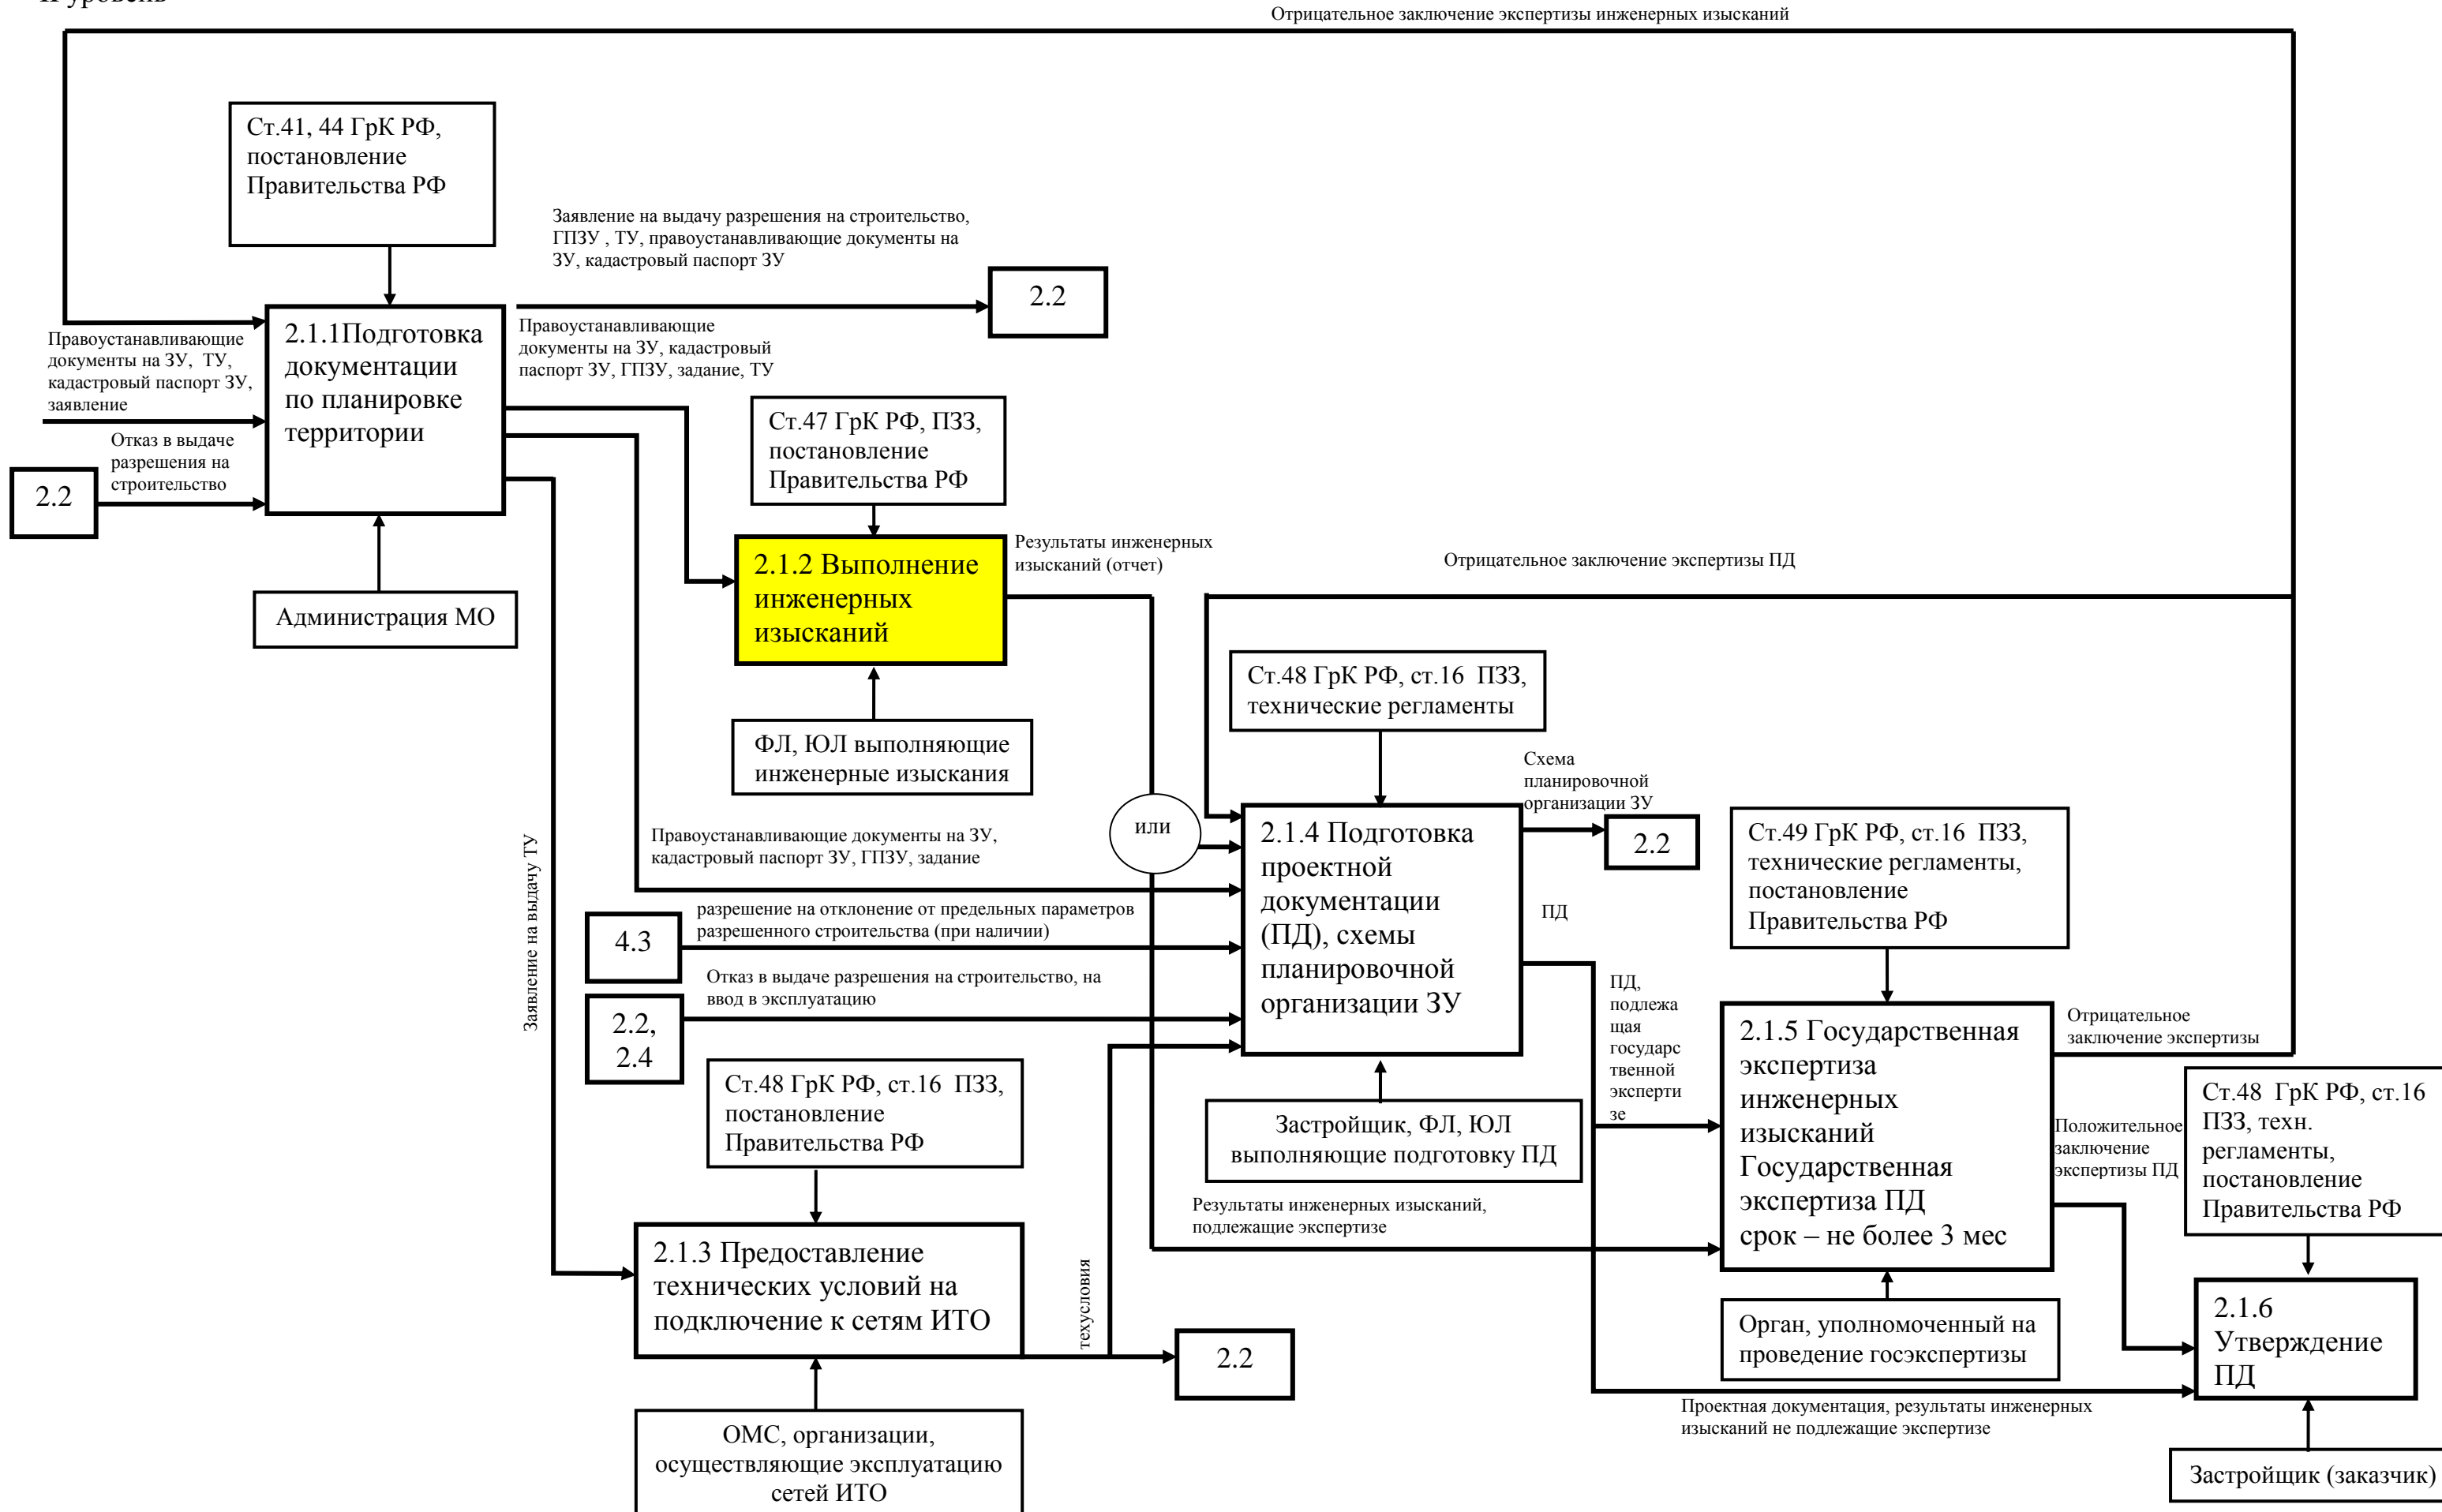 II уровень
Отрицательное заключение экспертизы инженерных изысканий
Ст.41, 44 ГрК РФ,
постановление
Правительства РФ
Заявление на выдачу разрешения на строительство,
ГПЗУ , ТУ, правоустанавливающие документы на
ЗУ, кадастровый паспорт ЗУ
2.2
Правоустанавливающие
документы на ЗУ, ТУ,
кадастровый паспорт ЗУ,
заявление
2.1.1Подготовка
документации
по планировке
территории
Правоустанавливающие
документы на ЗУ, кадастровый
паспорт ЗУ, ГПЗУ, задание, ТУ
Отказ в выдаче
разрешения на
строительство
2.2
Администрация МО
Ст.47 ГрК РФ, ПЗЗ,
постановление
Правительства РФ
2.1.2 Выполнение
инженерных
изысканий
Результаты инженерных
изысканий (отчет)
Отрицательное заключение экспертизы ПД
ФЛ, ЮЛ выполняющие
инженерные изыскания
Ст.48 ГрК РФ, ст.16 ПЗЗ,
технические регламенты
Схема
планировочной
организации ЗУ
2.2
или
Правоустанавливающие документы на ЗУ,
кадастровый паспорт ЗУ, ГПЗУ, задание
Заявление на выдачу ТУ
2.1.4 Подготовка
проектной
документации
(ПД), схемы
планировочной
организации ЗУ
Ст.49 ГрК РФ, ст.16 ПЗЗ,
технические регламенты,
постановление
Правительства РФ
4.3
разрешение на отклонение от предельных параметров
разрешенного строительства (при наличии)
ПД
Отказ в выдаче разрешения на строительство, на
ввод в эксплуатацию
2.2,
2.4
ПД,
подлежа
щая
государс
твенной
эксперти
зе
2.1.5 Государственная
экспертиза
инженерных
изысканий
Государственная
экспертиза ПД
срок – не более 3 мес
Отрицательное
заключение экспертизы
Ст.48 ГрК РФ, ст.16 ПЗЗ,
постановление
Правительства РФ
Застройщик, ФЛ, ЮЛ
выполняющие подготовку ПД
Положительное
заключение
экспертизы ПД
Ст.48 ГрК РФ, ст.16
ПЗЗ, техн.
регламенты,
постановление
Правительства РФ
Результаты инженерных изысканий,
подлежащие экспертизе
2.1.3 Предоставление
технических условий на
подключение к сетям ИТО
техусловия
2.2
Орган, уполномоченный на
проведение госэкспертизы
2.1.6
Утверждение
ПД
Проектная документация, результаты инженерных
изысканий не подлежащие экспертизе
ОМС, организации,
осуществляющие эксплуатацию
сетей ИТО
Застройщик (заказчик)